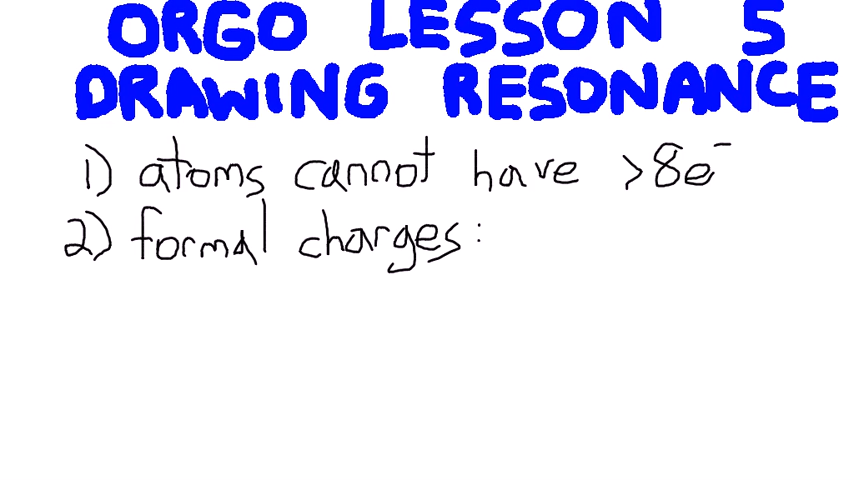 ORGO LESSON 5
DRAWING RESONANCE
1) atoms cannot have >8e⁻
2) formal charges: